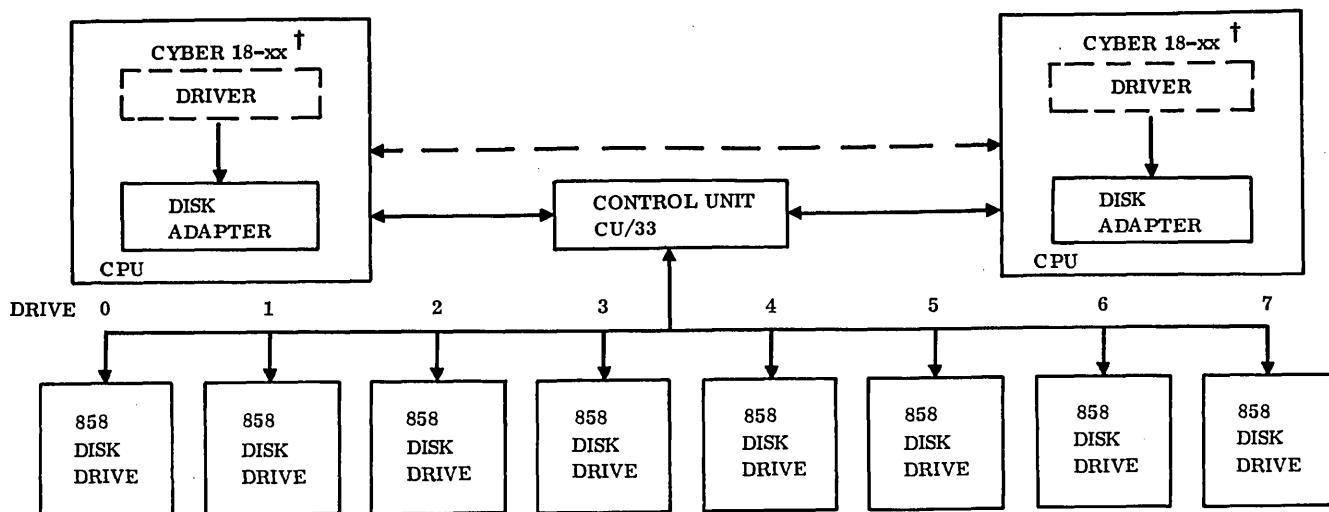 CYBER 18-xx †
DRIVER
DISK
ADAPTER
CPU
CONTROL UNIT
CU/33
CYBER 18-xx †
DRIVER
DISK
ADAPTER
CPU
DRIVE 0 1 2 3 4 5 6 7
858
DISK
DRIVE
858
DISK
DRIVE
858
DISK
DRIVE
858
DISK
DRIVE
858
DISK
DRIVE
858
DISK
DRIVE
858
DISK
DRIVE
858
DISK
DRIVE